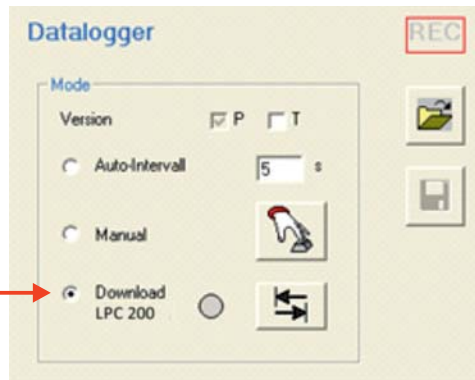 Datalogger
REC
Mode
Version P T
Auto-Intervall 5 s
Manual
Download
LPC 200